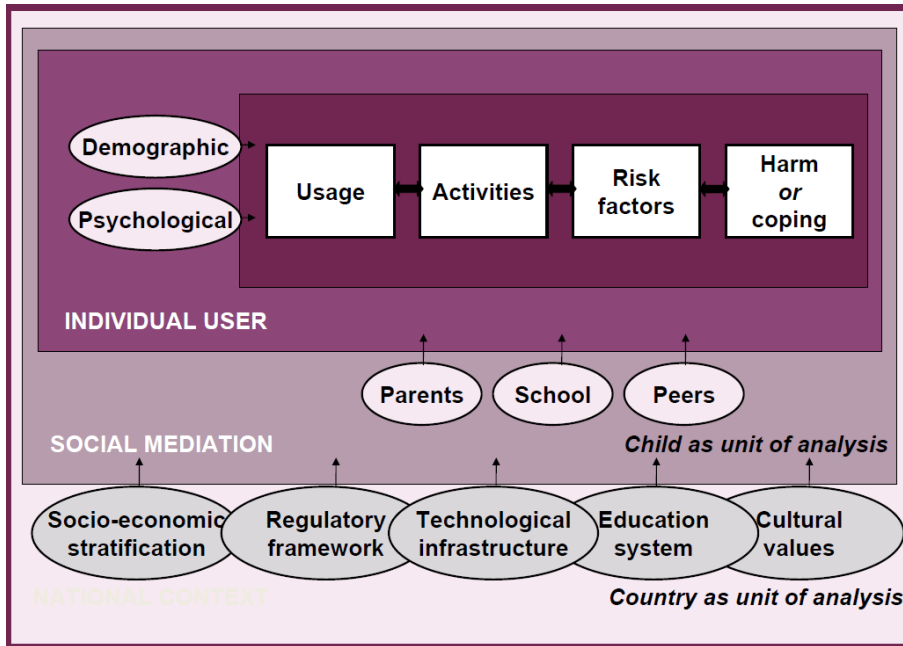 Demographic
Psychological
Usage
Activities
Risk
factors
Harm
or
coping
INDIVIDUAL USER
Parents
School
Peers
SOCIAL MEDIATION
Child as unit of analysis
Socio-economic
stratification
Regulatory
framework
Technological
infrastructure
Education
system
Cultural
values
NATIONAL CONTEXT
Country as unit of analysis